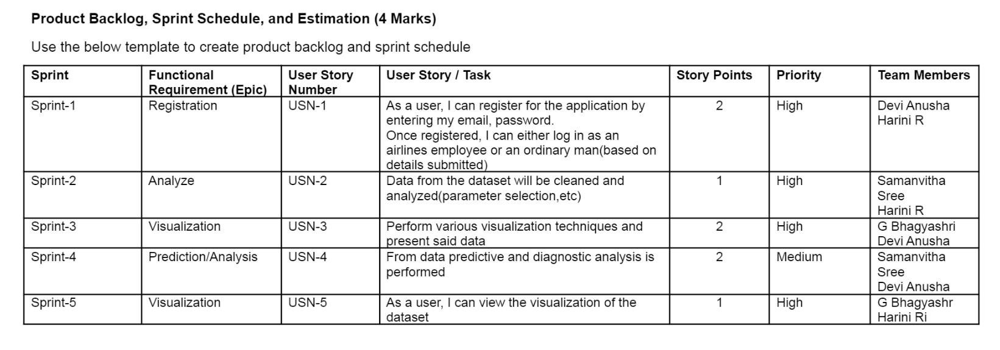 Product Backlog, Sprint Schedule, and Estimation (4 Marks)
Use the below template to create product backlog and sprint schedule
Sprint
Functional
Requirement (Epic)
User Story
Number
User Story / Task
Story Points
Priority
Team Members
Sprint-1
Registration
USN-1
As a user, I can register for the application by
entering my email, password.
Once registered, I can either log in as an
airlines employee or an ordinary man(based on
details submitted)
2
High
Devi Anusha
Harini R
Sprint-2
Analyze
USN-2
Data from the dataset will be cleaned and
analyzed(parameter selection,etc)
1
High
Samanvitha
Sree
Harini R
Sprint-3
Visualization
USN-3
Perform various visualization techniques and
present said data
2
High
G Bhagyashri
Devi Anusha
Sprint-4
Prediction/Analysis
USN-4
From data predictive and diagnostic analysis is
performed
2
Medium
Samanvitha
Sree
Devi Anusha
Sprint-5
Visualization
USN-5
As a user, I can view the visualization of the
dataset
1
High
G Bhagyashr
Harini Ri